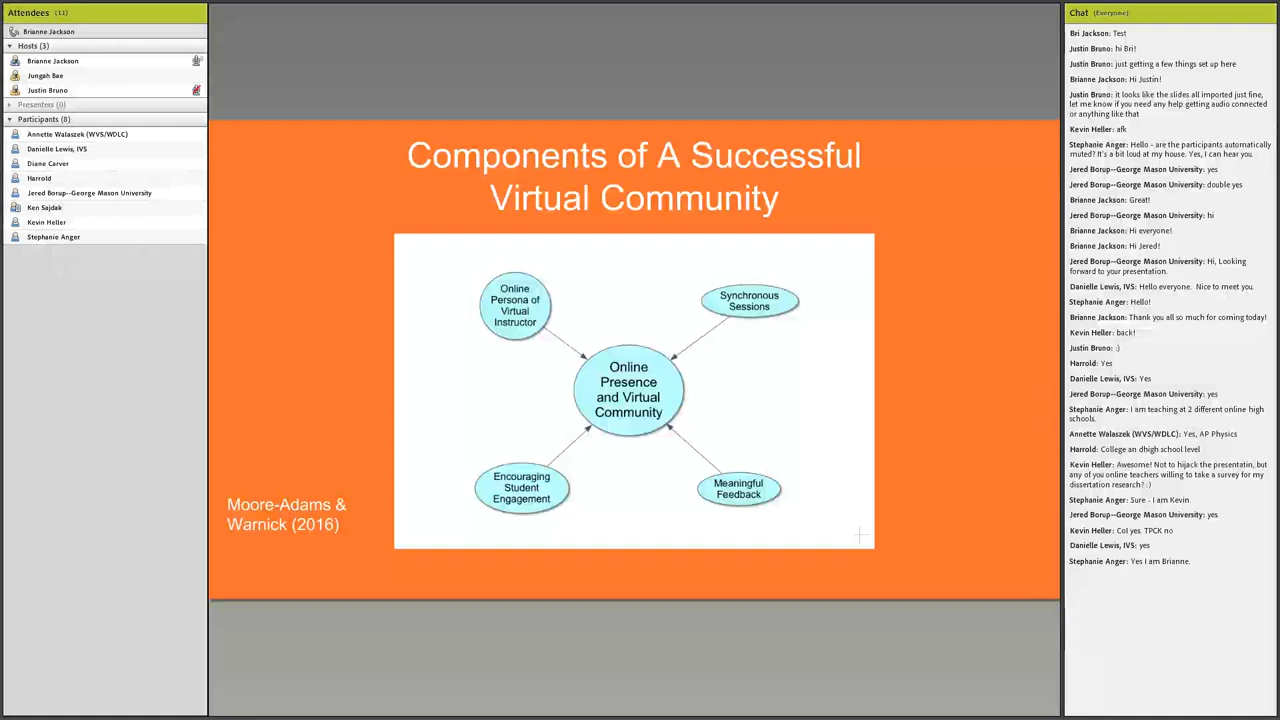 Attendees (11)
Brianne Jackson
Hosts (3)
Brianne Jackson
Jungah Bae
Justin Bruno
Presenters (0)
Participants (8)
Annette Walaszek (WVS/WDLC)
Danielle Lewis, IVS
Diane Carver
Harrold
Jered Borup--George Mason University
Ken Sajdak
Kevin Heller
Stephanie Anger
Components of A Successful
Virtual Community
Online
Persona of
Virtual
Instructor
Synchronous
Sessions
Online
Presence
and Virtual
Community
Encouraging
Student
Engagement
Meaningful
Feedback
Moore-Adams &
Warnick (2016)
Chat (Everyone)
Bri Jackson: Test
Justin Bruno: hi Bri!
Justin Bruno: just getting a few things set up here
Brianne Jackson: Hi Justin!
Justin Bruno: it looks like the slides all imported just fine,
let me know if you need any help getting audio connected
or anything like that
Kevin Heller: afk
Stephanie Anger: Hello - are the participants automatically
muted? It's a bit loud at my house. Yes, I can hear you.
Jered Borup--George Mason University: yes
Jered Borup--George Mason University: double yes
Brianne Jackson: Great!
Jered Borup--George Mason University: hi
Brianne Jackson: Hi everyone!
Brianne Jackson: Hi Jered!
Jered Borup--George Mason University: Hi, Looking
forward to your presentation.
Danielle Lewis, IVS: Hello everyone. Nice to meet you.
Stephanie Anger: Hello!
Brianne Jackson: Thank you all so much for coming today!
Kevin Heller: back!
Justin Bruno: :)
Harrold: Yes
Danielle Lewis, IVS: Yes
Jered Borup--George Mason University: yes
Stephanie Anger: I am teaching at 2 different online high
schools.
Annette Walaszek (WVS/WDLC): Yes, AP Physics
Harrold: College an dhigh school level
Kevin Heller: Awesome! Not to hijack the presentatin, but
any of you online teachers willing to take a survey for my
dissertation research? :)
Stephanie Anger: Sure - I am Kevin.
Jered Borup--George Mason University: yes
Kevin Heller: CoI yes. TPCK no
Danielle Lewis, IVS: yes
Stephanie Anger: Yes I am Brianne.